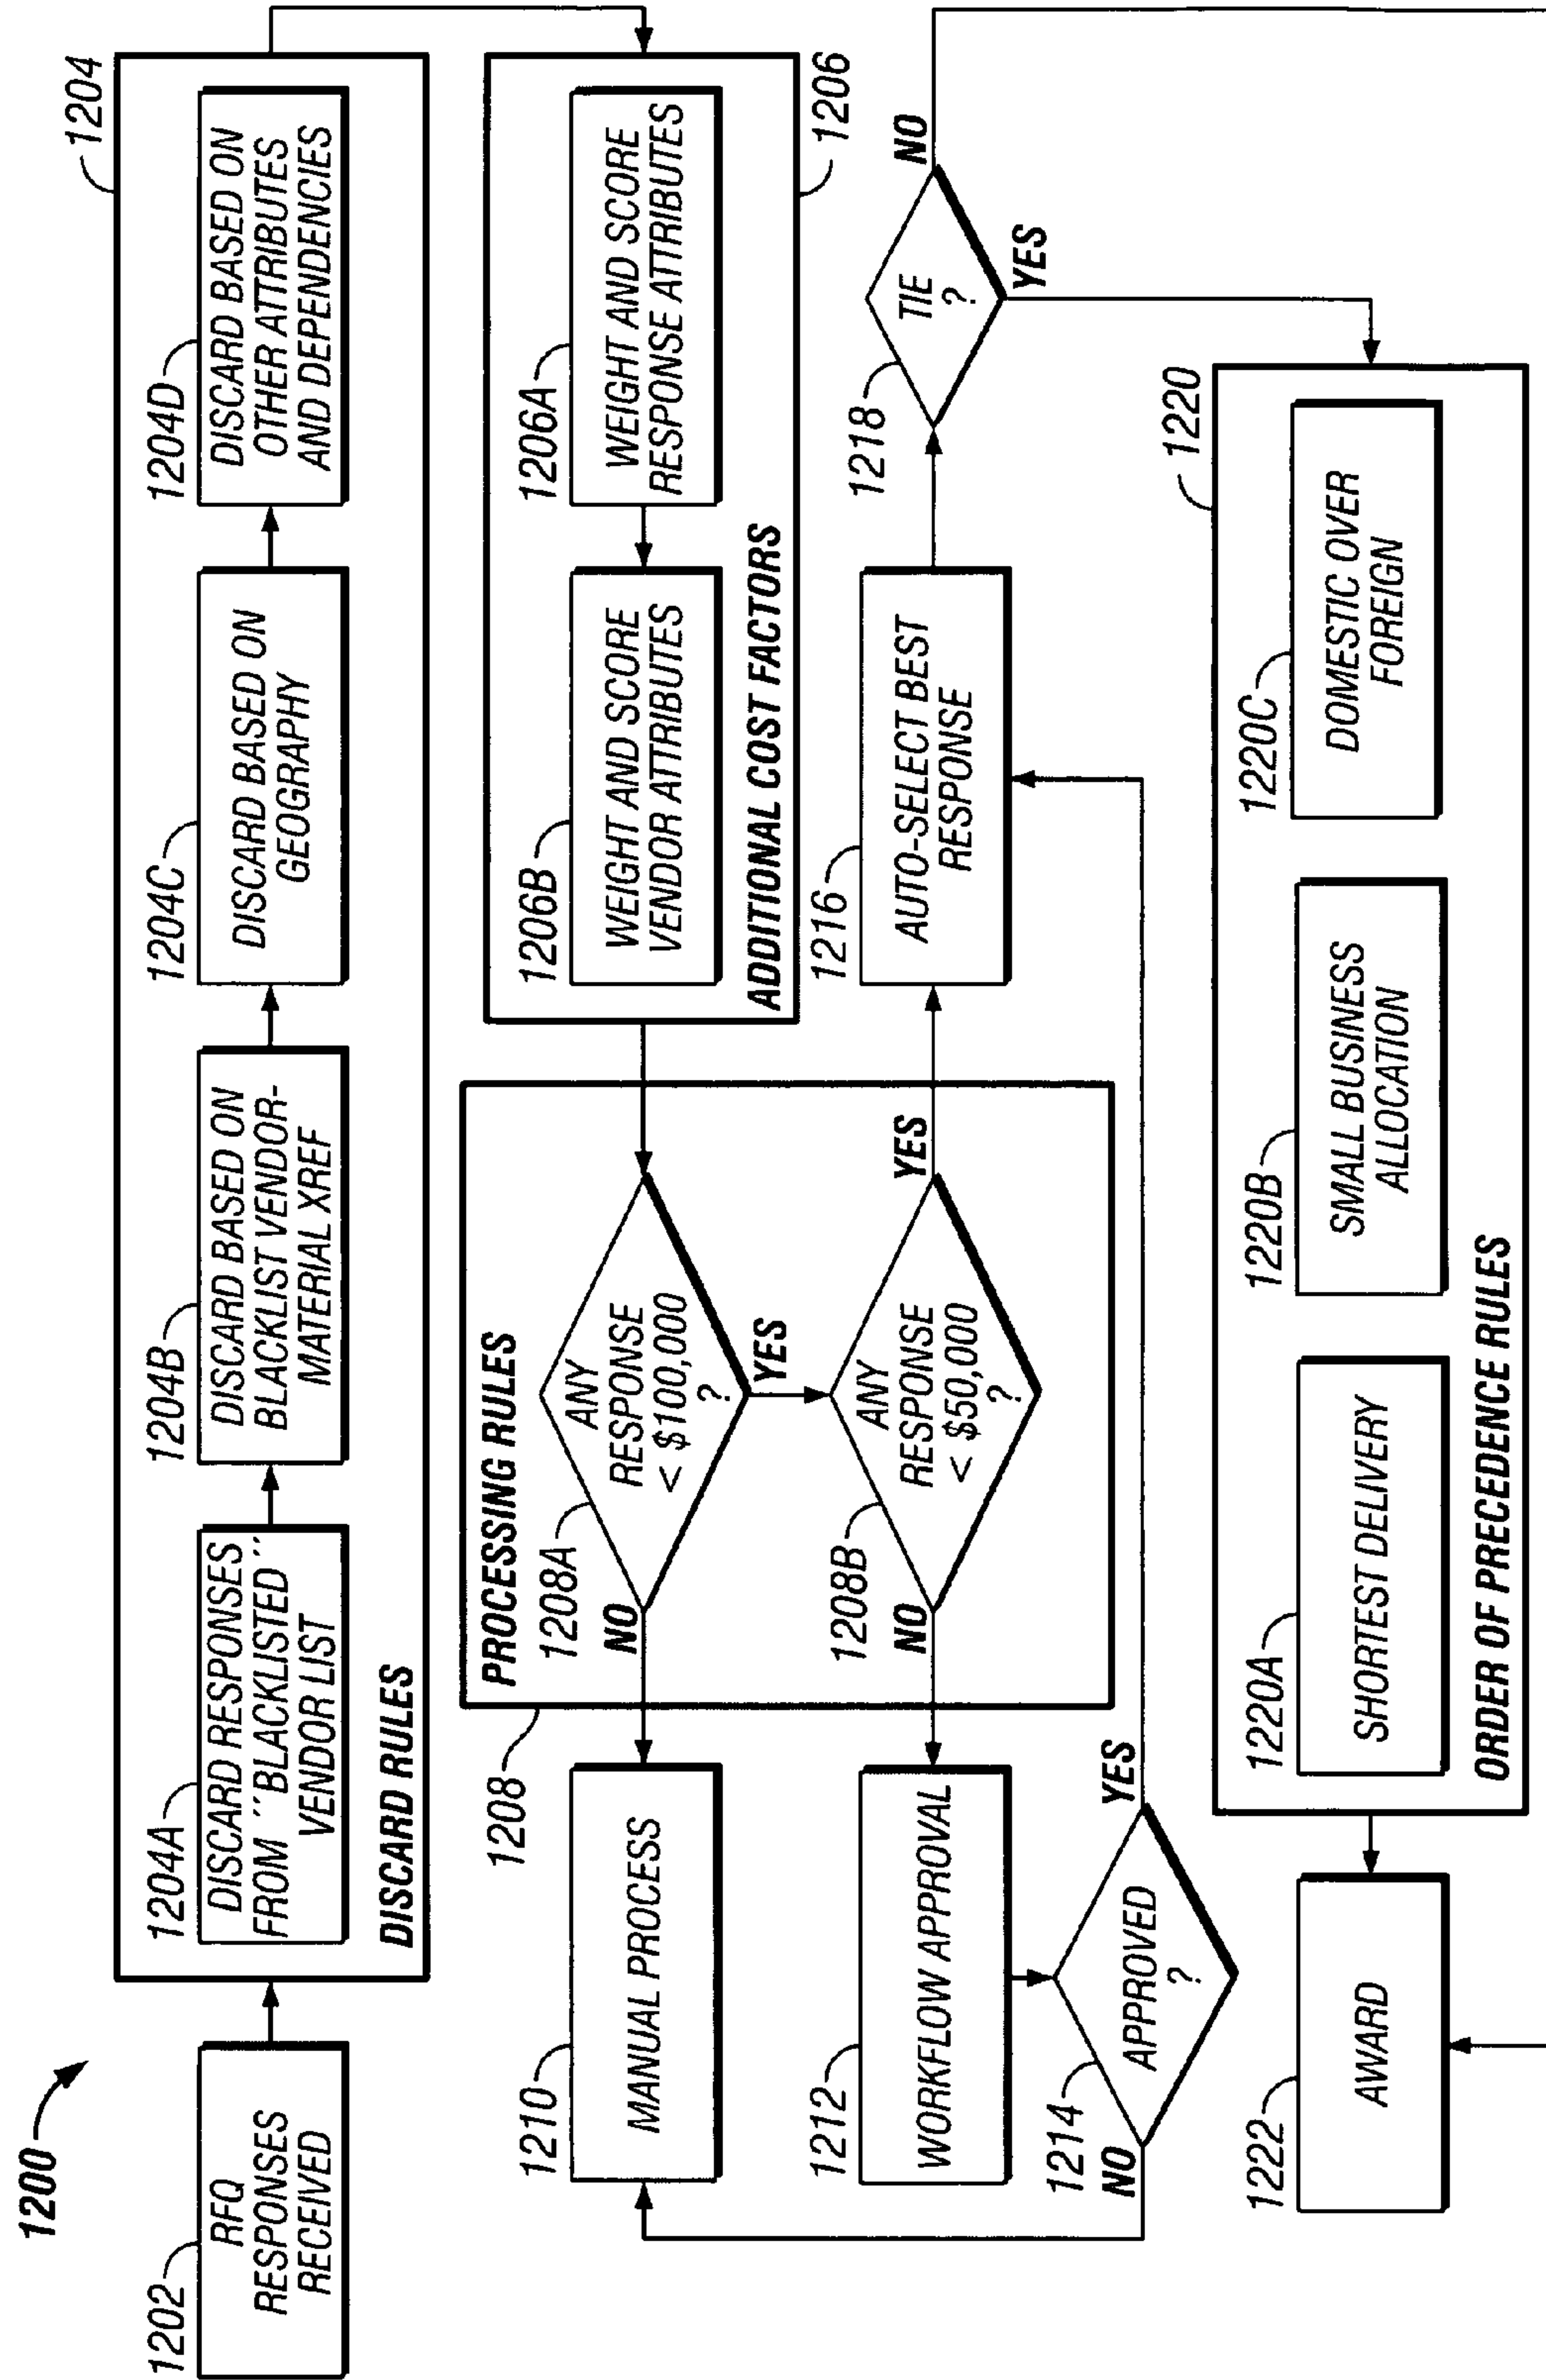 1200
1202
RFQ
RESPONSES
RECEIVED
1204
1204A
DISCARD RESPONSES
FROM "BLACKLISTED"
VENDOR LIST
1204B
DISCARD BASED ON
BLACKLIST VENDOR-
MATERIAL XREF
1204C
DISCARD BASED ON
GEOGRAPHY
1204D
DISCARD BASED ON
OTHER ATTRIBUTES
AND DEPENDENCIES
DISCARD RULES
1206
1206A
WEIGHT AND SCORE
RESPONSE ATTRIBUTES
1206B
WEIGHT AND SCORE
VENDOR ATTRIBUTES
ADDITIONAL COST FACTORS
1208
PROCESSING RULES
1208A
ANY
RESPONSE
< $100,000
?
NO
YES
1208B
ANY
RESPONSE
< $50,000
?
NO
YES
1210
MANUAL PROCESS
1212
WORKFLOW APPROVAL
1214
APPROVED
?
NO
YES
1216
AUTO-SELECT BEST
RESPONSE
1218
TIE
?
NO
YES
1220
1220A
SHORTEST DELIVERY
1220B
SMALL BUSINESS
ALLOCATION
1220C
DOMESTIC OVER
FOREIGN
ORDER OF PRECEDENCE RULES
1222
AWARD